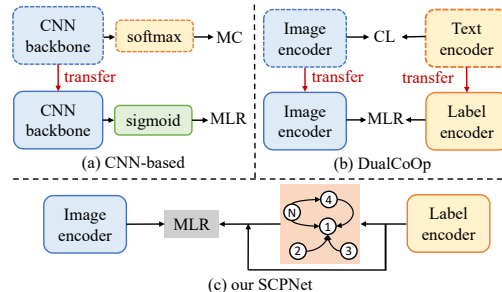 CNN
backbone
softmax
MC
transfer
CNN
backbone
sigmoid
MLR
(a) CNN-based
Image
encoder
CL
Text
encoder
transfer
transfer
Image
encoder
MLR
Label
encoder
(b) DualCoOp
Image
encoder
MLR
N
4
1
2
3
Label
encoder
(c) our SCPNet